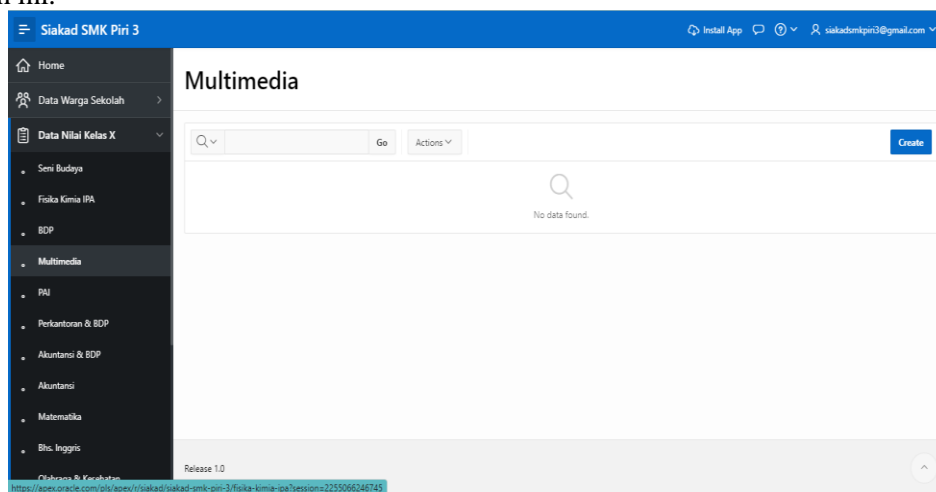 Siakad SMK Piri 3
Install App
siakadsmkpiri3@gmail.com
Home
Data Warga Sekolah
Data Nilai Kelas X
Seni Budaya
Fisika Kimia IPA
BDP
Multimedia
PAI
Perkantoran & BDP
Akuntansi & BDP
Akuntansi
Matematika
Bhs. Inggris
Olahraga & Kesehatan
Multimedia
Go
Actions
Create
No data found.
Release 1.0
https://apex.oracle.com/pls/apex/r/siakad/siakad-smk-piri-3/fisika-kimia-ipa?session=2255066246745